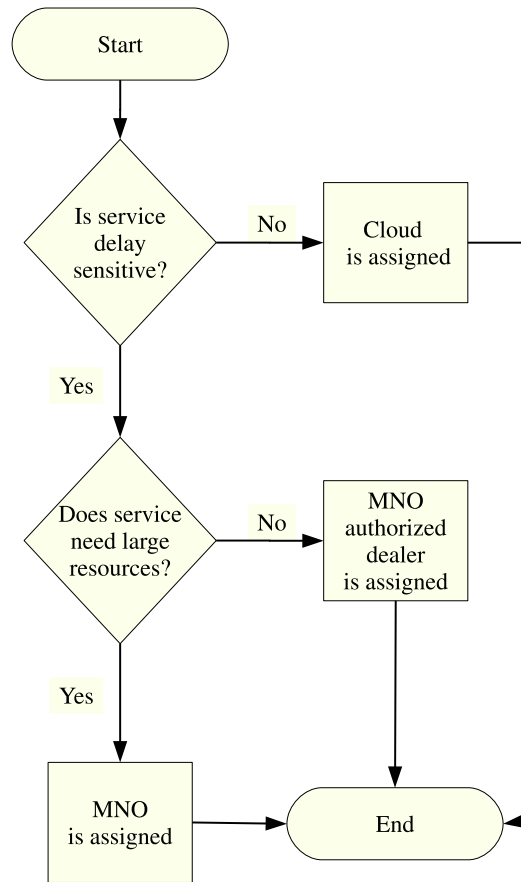 Start
Is service
delay
sensitive?
No
Cloud
is assigned
Yes
Does service
need large
resources?
No
MNO
authorized
dealer
is assigned
Yes
MNO
is assigned
End